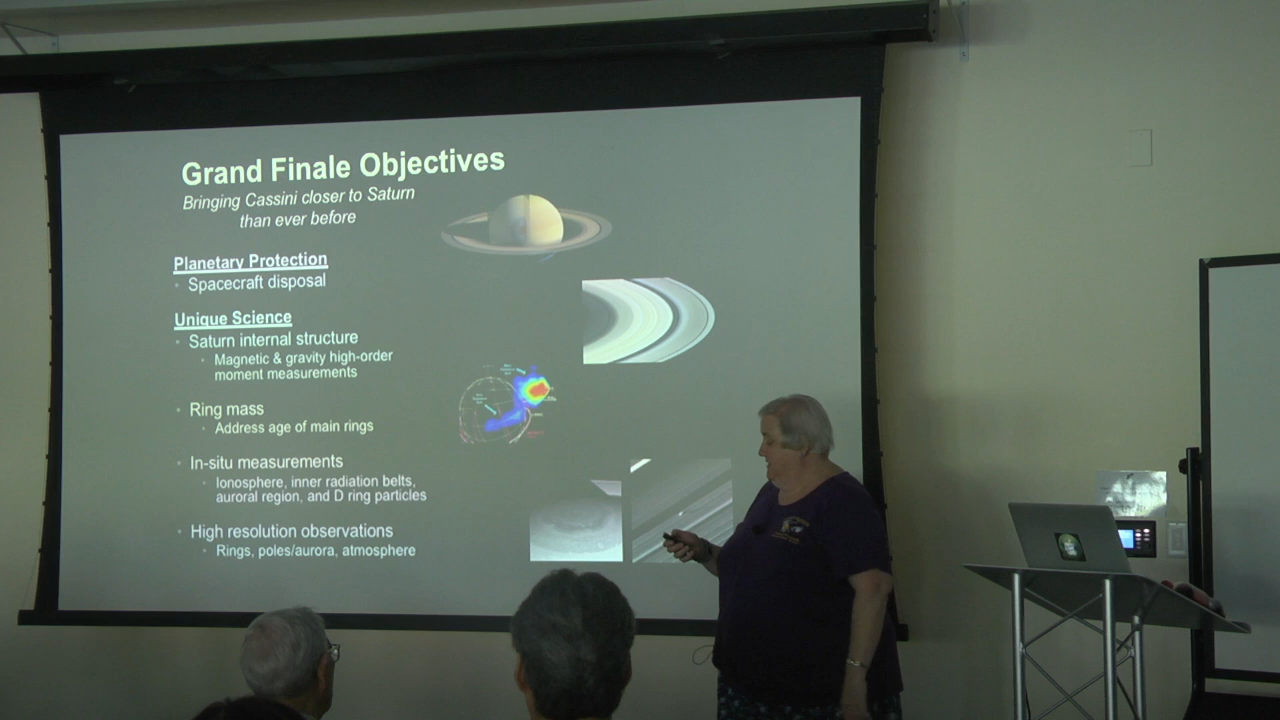 Grand Finale Objectives
Bringing Cassini closer to Saturn
than ever before
Planetary Protection
• Spacecraft disposal
Unique Science
• Saturn internal structure
• Magnetic & gravity high-order
moment measurements
• Ring mass
• Address age of main rings
• In-situ measurements
• Ionosphere, inner radiation belts,
auroral region, and D ring particles
• High resolution observations
• Rings, poles/aurora, atmosphere